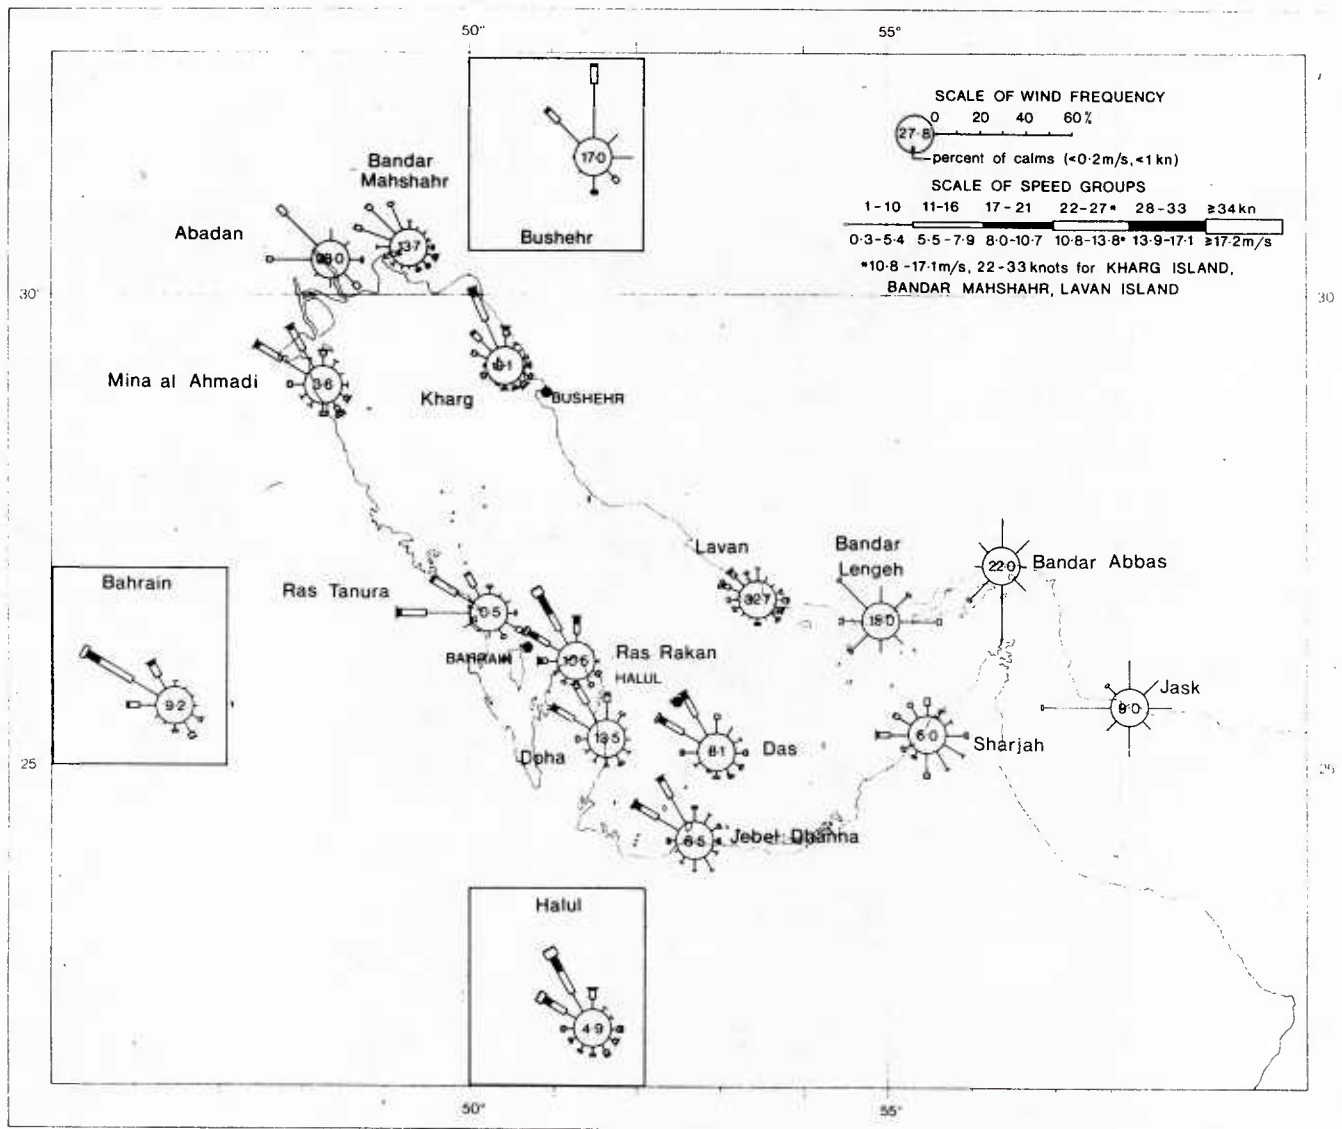 50°
55°
SCALE OF WIND FREQUENCY
0 20 40 60%
27·8
percent of calms (<0·2m/s,<1 kn)
SCALE OF SPEED GROUPS
1-10 11-16 17-21 22-27* 28-33 ≥34kn
0·3-5·4 5·5-7·9 8·0-10·7 10·8-13·8* 13·9-17·1 ≥17·2m/s
*10·8-17·1m/s, 22-33 knots for KHARG ISLAND,
BANDAR MAHSHAHR, LAVAN ISLAND
17·0
Bushehr
Bandar
Mahshahr
13·7
Abadan
30°
30
Mina al Ahmadi
3·6
Kharg
BUSHEHR
Lavan
32·7
Bandar
Lengeh
18·0
22·0
Bandar Abbas
Bahrain
9·2
Ras Tanura
BAHRAIN
10·6
Ras Rakan
HALUL
Jask
9·0
Doha
13·5
8·1
Das
6·0
Sharjah
25
25
6·5
Jebel Dhanna
Halul
4·9
50°
55°